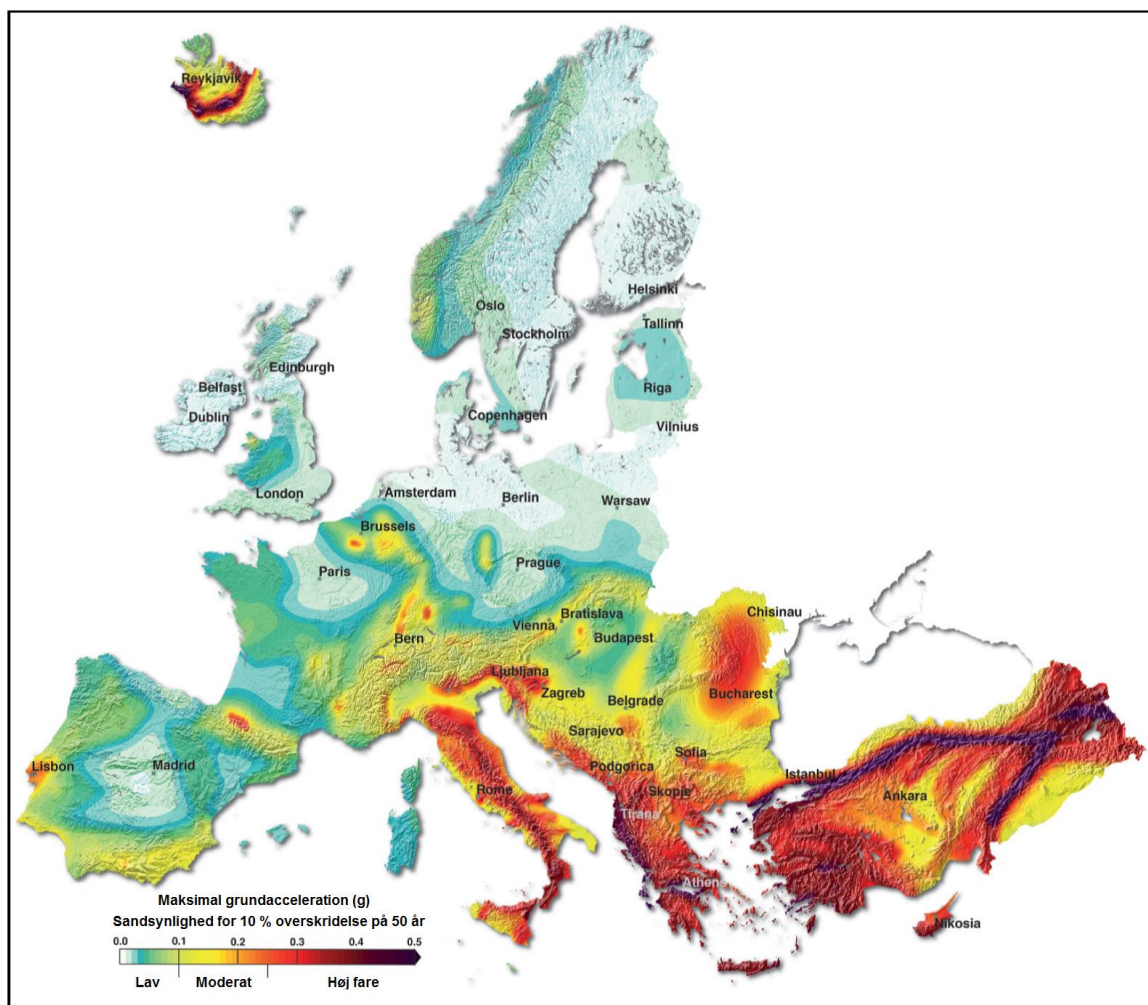 Reykjavik
Oslo
Helsinki
Tallinn
Stockholm
Edinburgh
Riga
Belfast
Dublin
Copenhagen
Vilnius
London
Amsterdam
Berlin
Warsaw
Brussels
Paris
Prague
Bratislava
Chisinau
Vienna
Budapest
Bern
Ljubljana
Zagreb
Belgrade
Bucharest
Sarajevo
Sofia
Lisbon
Madrid
Podgorica
Istanbul
Rome
Skopje
Ankara
Tirana
Athens
Nikosia
Maksimal grundacceleration (g)
Sandsynlighed for 10 % overskridelse på 50 år
0.0 0.1 0.2 0.3 0.4 0.5
Lav Moderat Høj fare